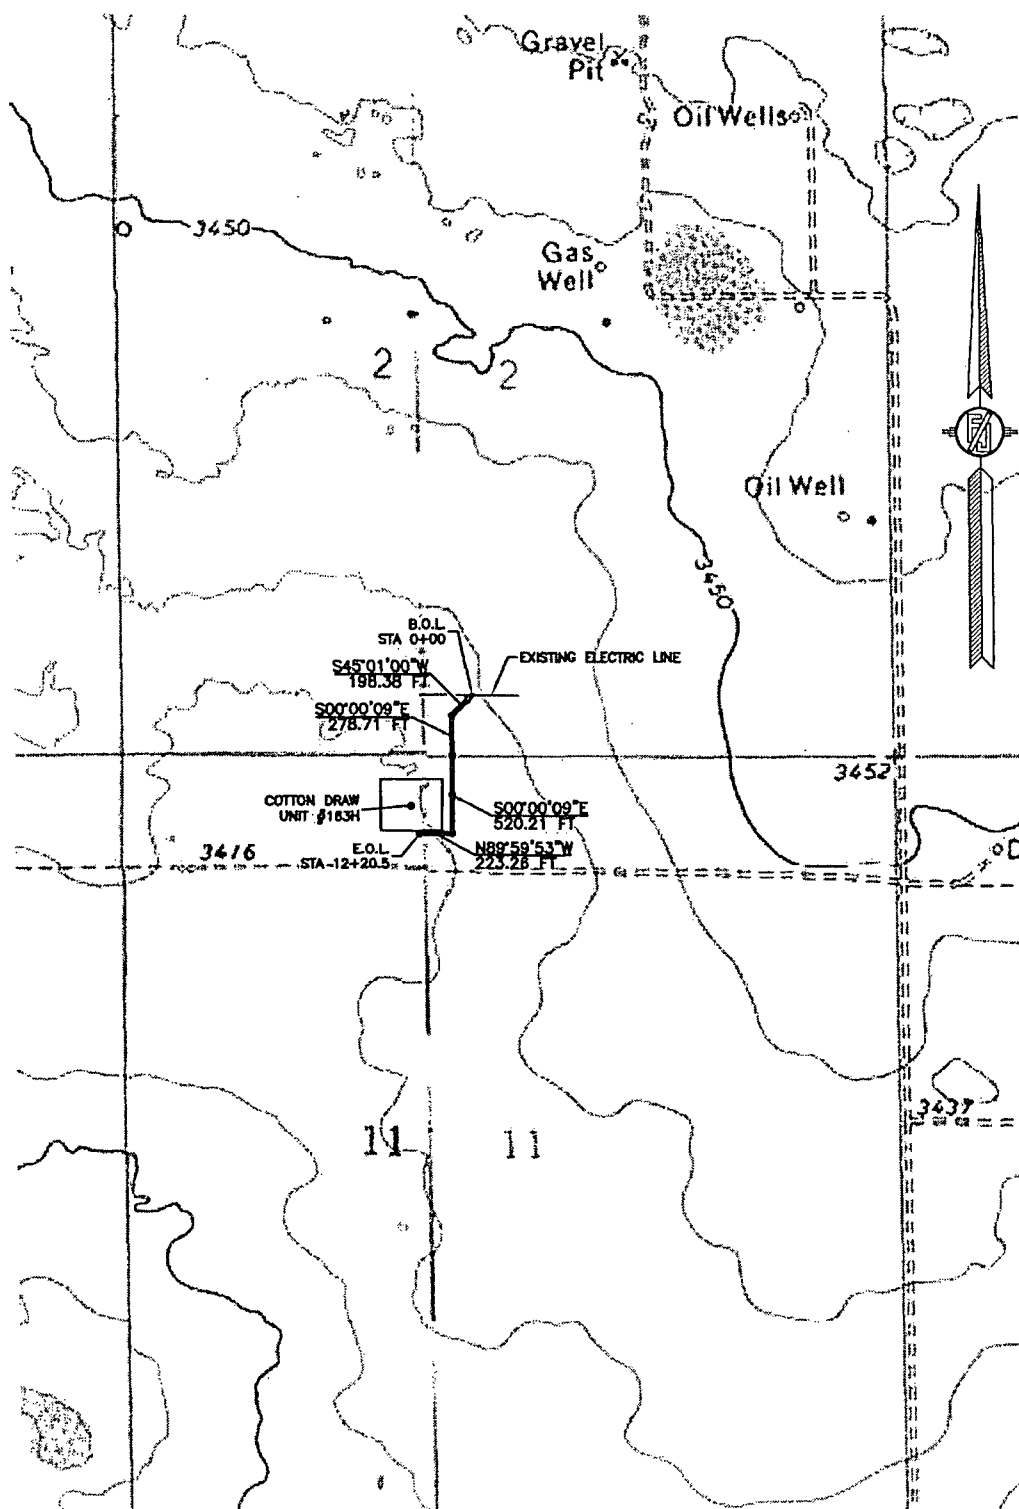 Gravel
Pit
Oil Wells
3450
Gas
Well
2
2
Oil Well
3450
B.O.L.
STA 0+00
EXISTING ELECTRIC LINE
S45°01'00"W
198.38 FT
S00°00'09"E
278.71 FT
3452
COTTON DRAW
UNIT #163H
S00°00'09"E
520.21 FT
E.O.L.
STA-12+20.5
N89°59'53"W
223.26 FT
3416
D
3437
11
11